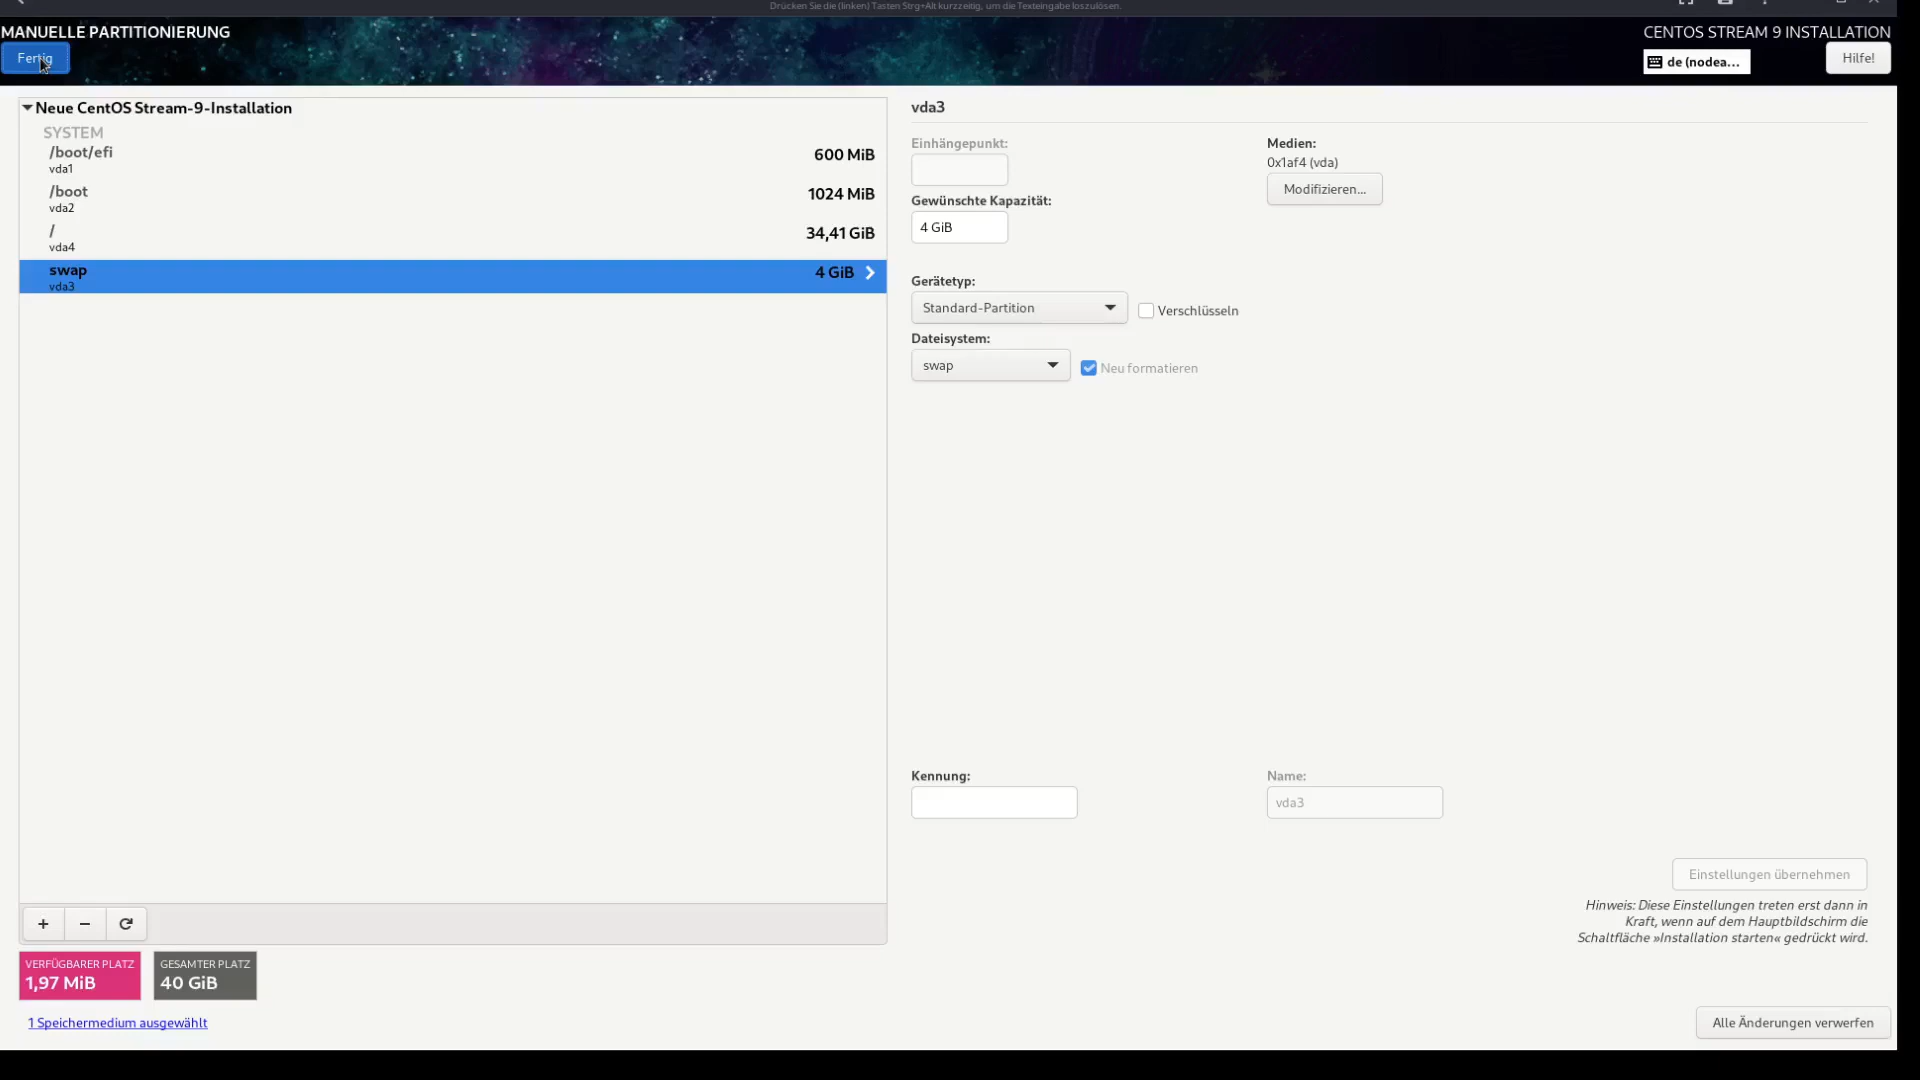 Drücken Sie die (linken) Tasten Strg+Alt kurzzeitig, um die Texteingabe loszulösen.
MANUELLE PARTITIONIERUNG
CENTOS STREAM 9 INSTALLATION
Fertig
de (nodea...
Hilfe!
Neue CentOS Stream-9-Installation
SYSTEM
/boot/efi
600 MiB
vda1
/boot
1024 MiB
vda2
/
34,41 GiB
vda4
swap
4 GiB
vda3
vda3
Einhängepunkt:
Medien:
0x1af4 (vda)
Modifizieren...
Gewünschte Kapazität:
4 GiB
Gerätetyp:
Standard-Partition
Verschlüsseln
Dateisystem:
swap
Neu formatieren
Kennung:
Name:
vda3
Einstellungen übernehmen
Hinweis: Diese Einstellungen treten erst dann in
Kraft, wenn auf dem Hauptbildschirm die
Schaltfläche »Installation starten« gedrückt wird.
+
−
VERFÜGBARER PLATZ
1,97 MiB
GESAMTER PLATZ
40 GiB
1 Speichermedium ausgewählt
Alle Änderungen verwerfen